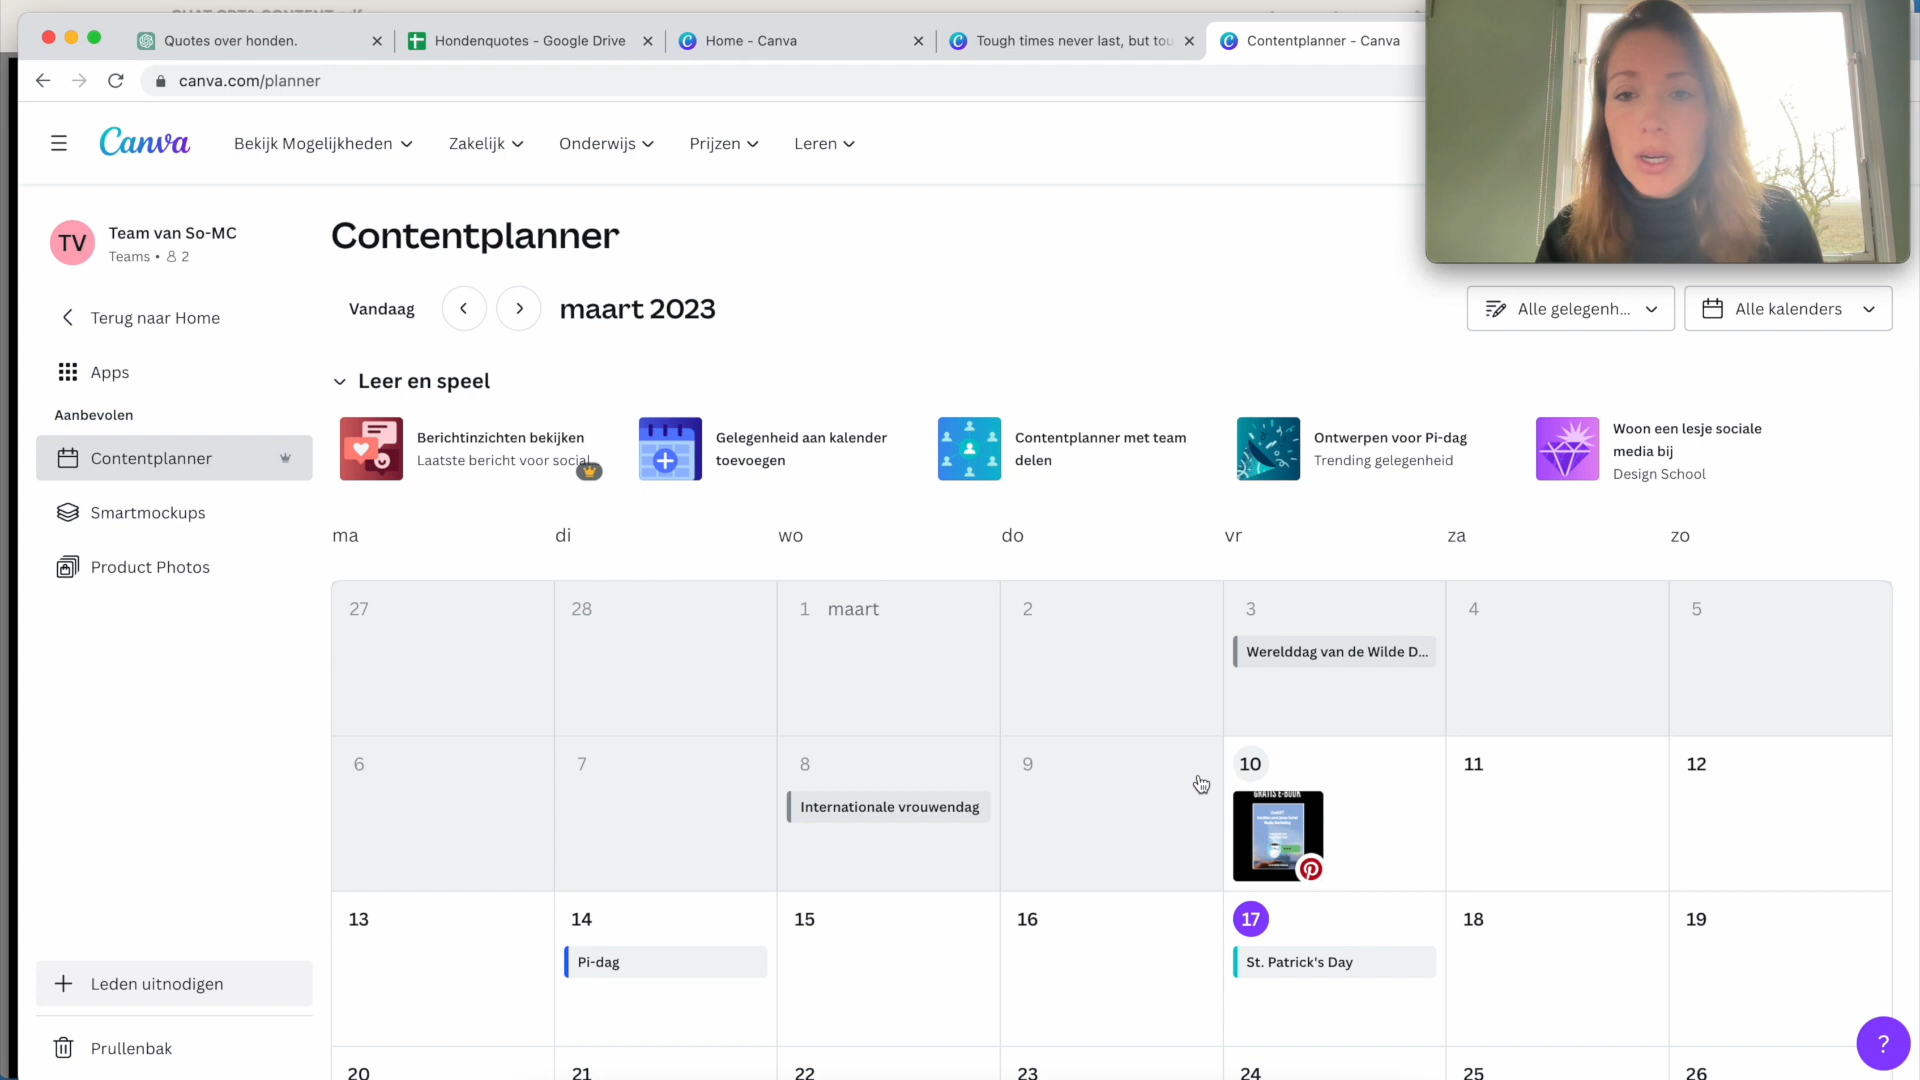 Quotes over honden.
Hondenquotes - Google Drive
Home - Canva
Tough times never last, but tou
Contentplanner - Canva
canva.com/planner
Canva
Bekijk Mogelijkheden
Zakelijk
Onderwijs
Prijzen
Leren
TV
Team van So-MC
Teams • 2
Terug naar Home
Apps
Aanbevolen
Contentplanner
Smartmockups
Product Photos
Leden uitnodigen
Prullenbak
Contentplanner
Vandaag
maart 2023
Alle gelegenh...
Alle kalenders
Leer en speel
Berichtinzichten bekijken
Laatste bericht voor social
Gelegenheid aan kalender
toevoegen
Contentplanner met team
delen
Ontwerpen voor Pi-dag
Trending gelegenheid
Woon een lesje sociale
media bij
Design School
ma di wo do vr za zo
27 28 1 maart 2 3 4 5
Werelddag van de Wilde D...
6 7 8 9 10 11 12
Internationale vrouwendag
GRATIS E-BOOK
13 14 15 16 17 18 19
Pi-dag
St. Patrick's Day
20 21 22 23 24 25 26
?